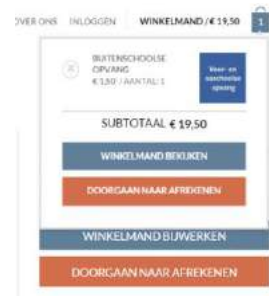 OVER ONS INLOGGEN WINKELMAND / € 19,50
1
BUITENSCHOOLSE
OPVANG
€ 1,50 / AANTAL: 1
Voor- en
naschoolse
opvang
SUBTOTAAL € 19,50
WINKELMAND BEKIJKEN
DOORGAAN NAAR AFREKENEN
WINKELMAND BIJWERKEN
DOORGAAN NAAR AFREKENEN